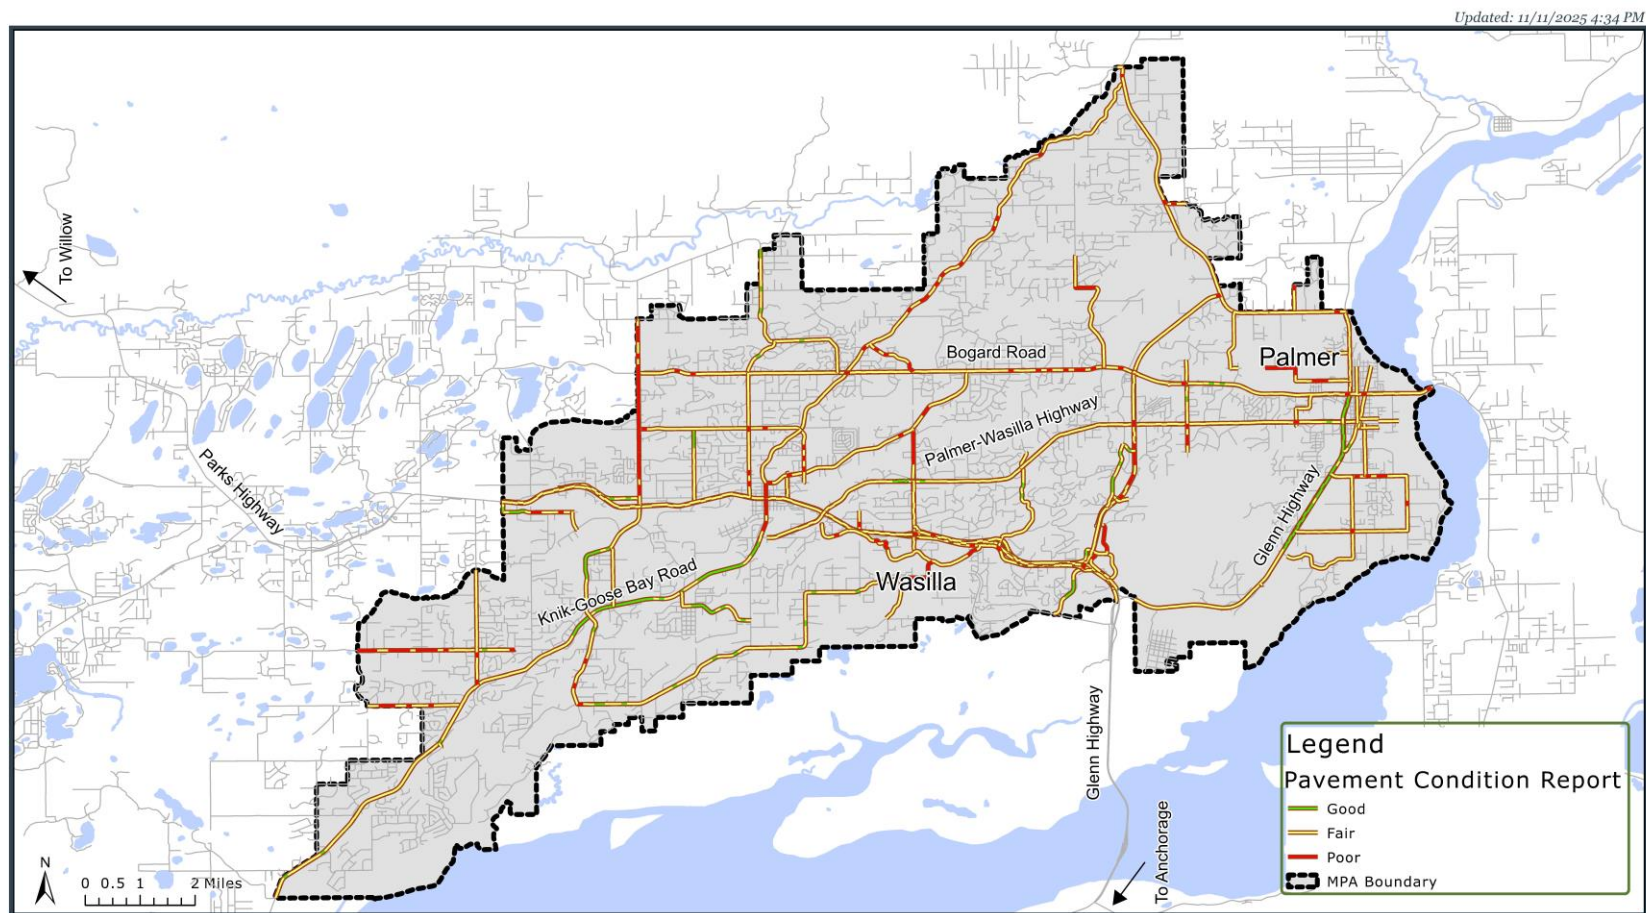 Updated: 11/11/2025 4:34 PM
To Willow
Bogard Road
Palmer
Palmer-Wasilla Highway
Parks Highway
Glenn Highway
Knik-Goose Bay Road
Wasilla
Glenn Highway
To Anchorage
N
0 0.5 1 2 Miles
Legend
Pavement Condition Report
Good
Fair
Poor
MPA Boundary